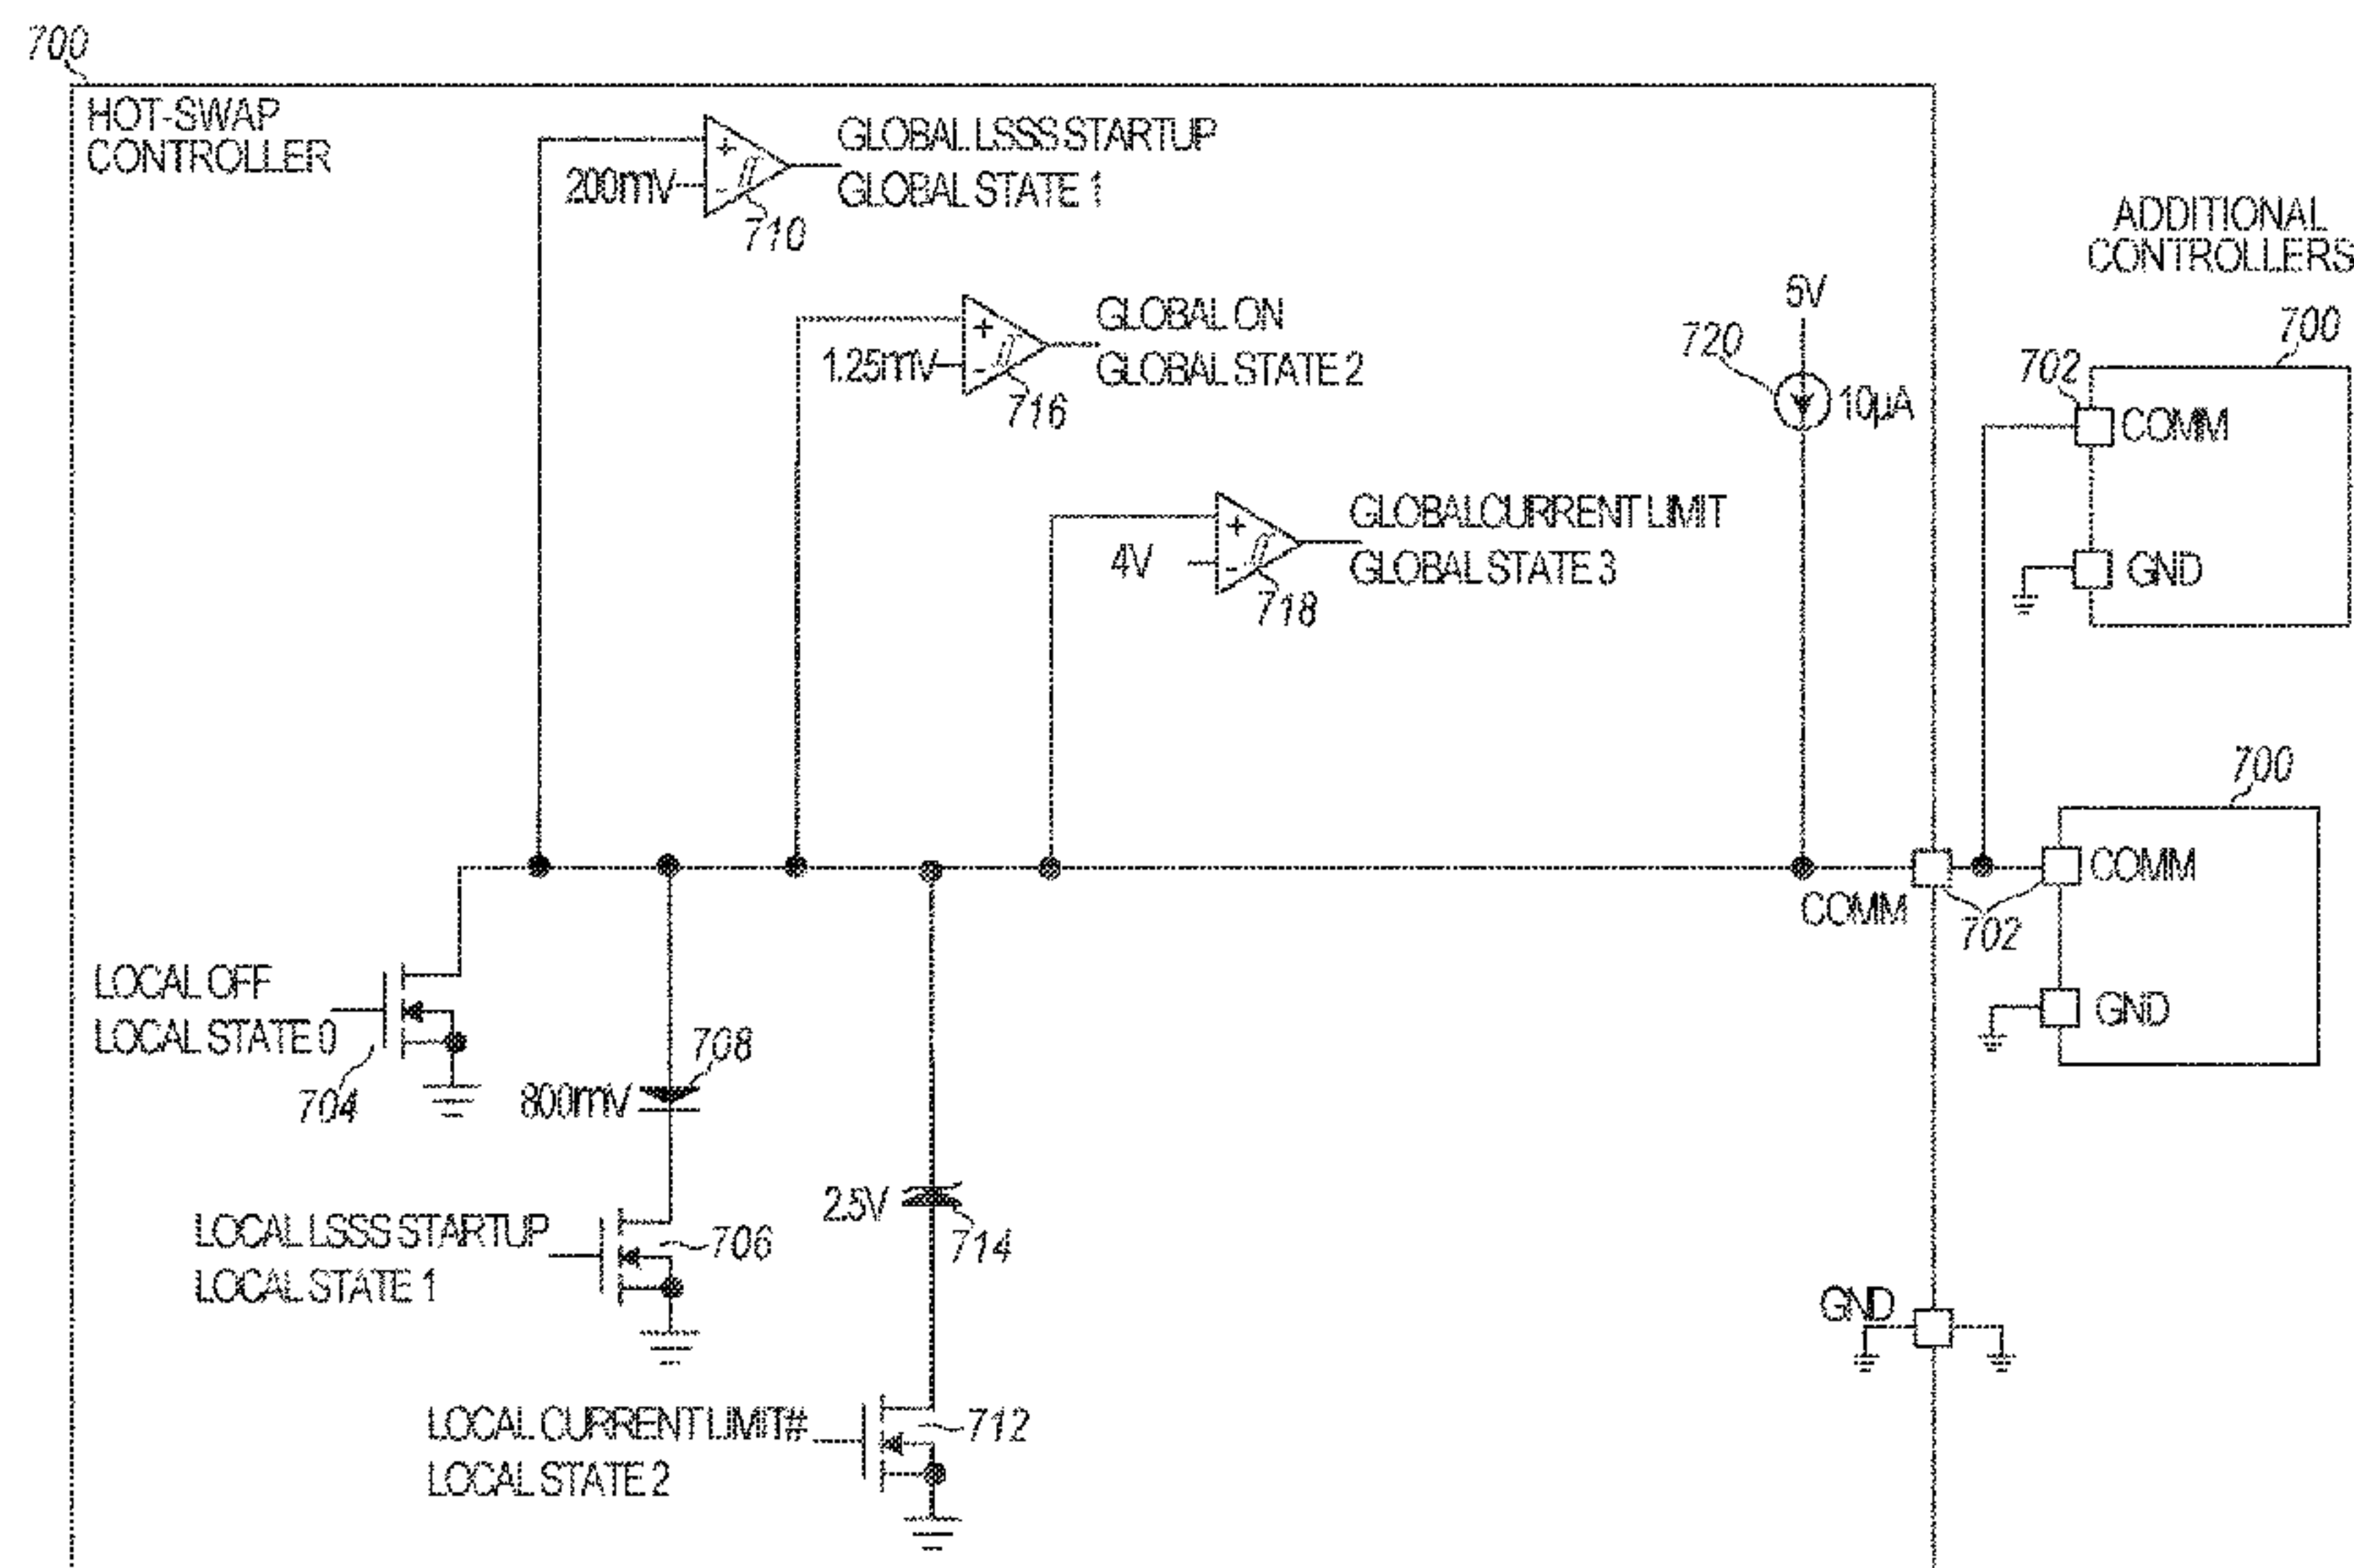 700
HOT-SWAP
CONTROLLER
GLOBAL LSSS STARTUP
GLOBAL STATE 1
200mV
+
-
710
GLOBAL ON
GLOBAL STATE 2
1.25mV
+
-
716
GLOBAL CURRENT LIMIT
GLOBAL STATE 3
4V
+
-
718
5V
720
10µA
ADDITIONAL
CONTROLLERS
700
702
COMM
GND
700
COMM
COMM
702
GND
LOCAL OFF
LOCAL STATE 0
704
800mV
708
LOCAL LSSS STARTUP
LOCAL STATE 1
706
2.5V
714
GND
LOCAL CURRENT LIMIT#
LOCAL STATE 2
712